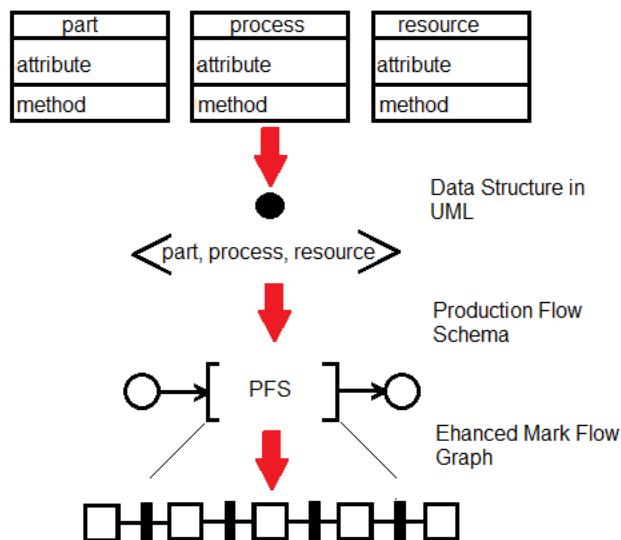 part
process
resource
attribute
attribute
attribute
method
method
method
Data Structure in
UML
part, process, resource
Production Flow
Schema
PFS
Ehanced Mark Flow
Graph